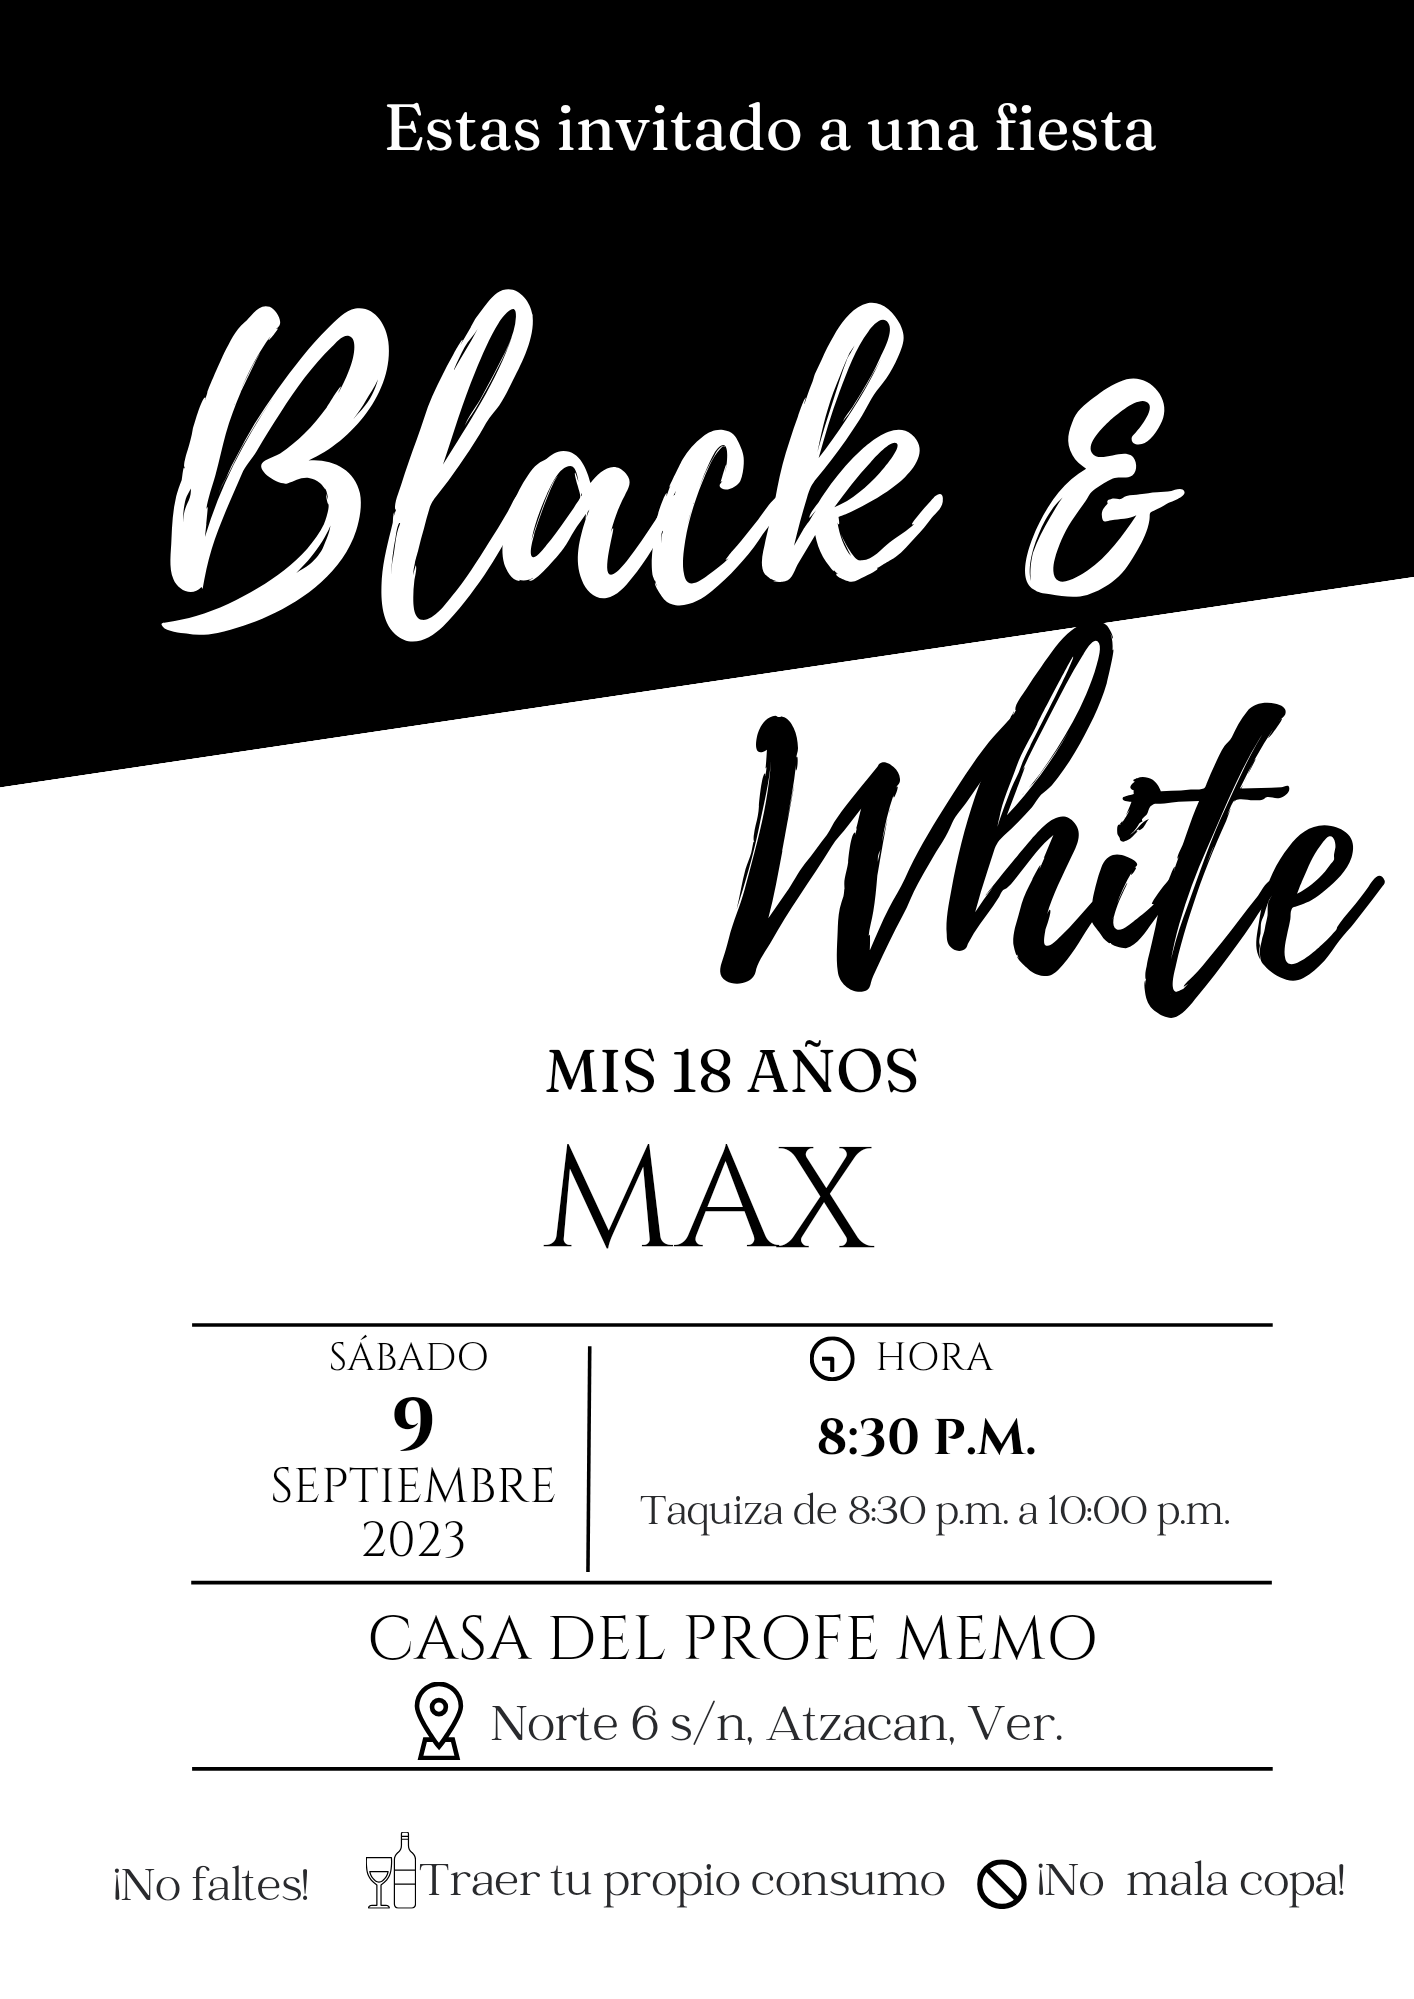 Estas invitado a una fiesta
Black &
White
MIS 18 AÑOS
MAX
SÁBADO
9
SEPTIEMBRE
2023
HORA
8:30 P.M.
Taquiza de 8:30 p.m. a 10:00 p.m.
CASA DEL PROFE MEMO
Norte 6 s/n, Atzacan, Ver.
¡No faltes!
Traer tu propio consumo
¡No mala copa!